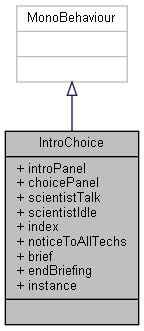 MonoBehaviour
IntroChoice
+ introPanel
+ choicePanel
+ scientistTalk
+ scientistIdle
+ index
+ noticeToAllTechs
+ brief
+ endBriefing
+ instance